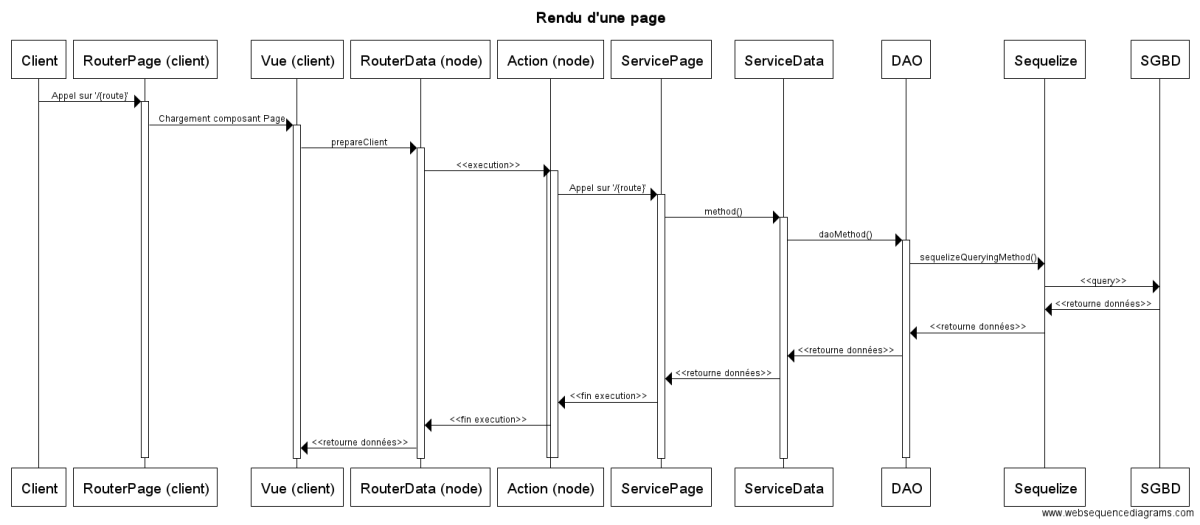 Rendu d'une page
Client
RouterPage (client)
Vue (client)
RouterData (node)
Action (node)
ServicePage
ServiceData
DAO
Sequelize
SGBD
Appel sur '/{route}'
Chargement composant Page
prepareClient
<<execution>>
Appel sur '/{route}'
method()
daoMethod()
sequelizeQueryingMethod()
<<query>>
<<retourne données>>
<<retourne données>>
<<retourne données>>
<<retourne données>>
<<fin execution>>
<<fin execution>>
<<retourne données>>
Client
RouterPage (client)
Vue (client)
RouterData (node)
Action (node)
ServicePage
ServiceData
DAO
Sequelize
SGBD
www.websequencediagrams.com